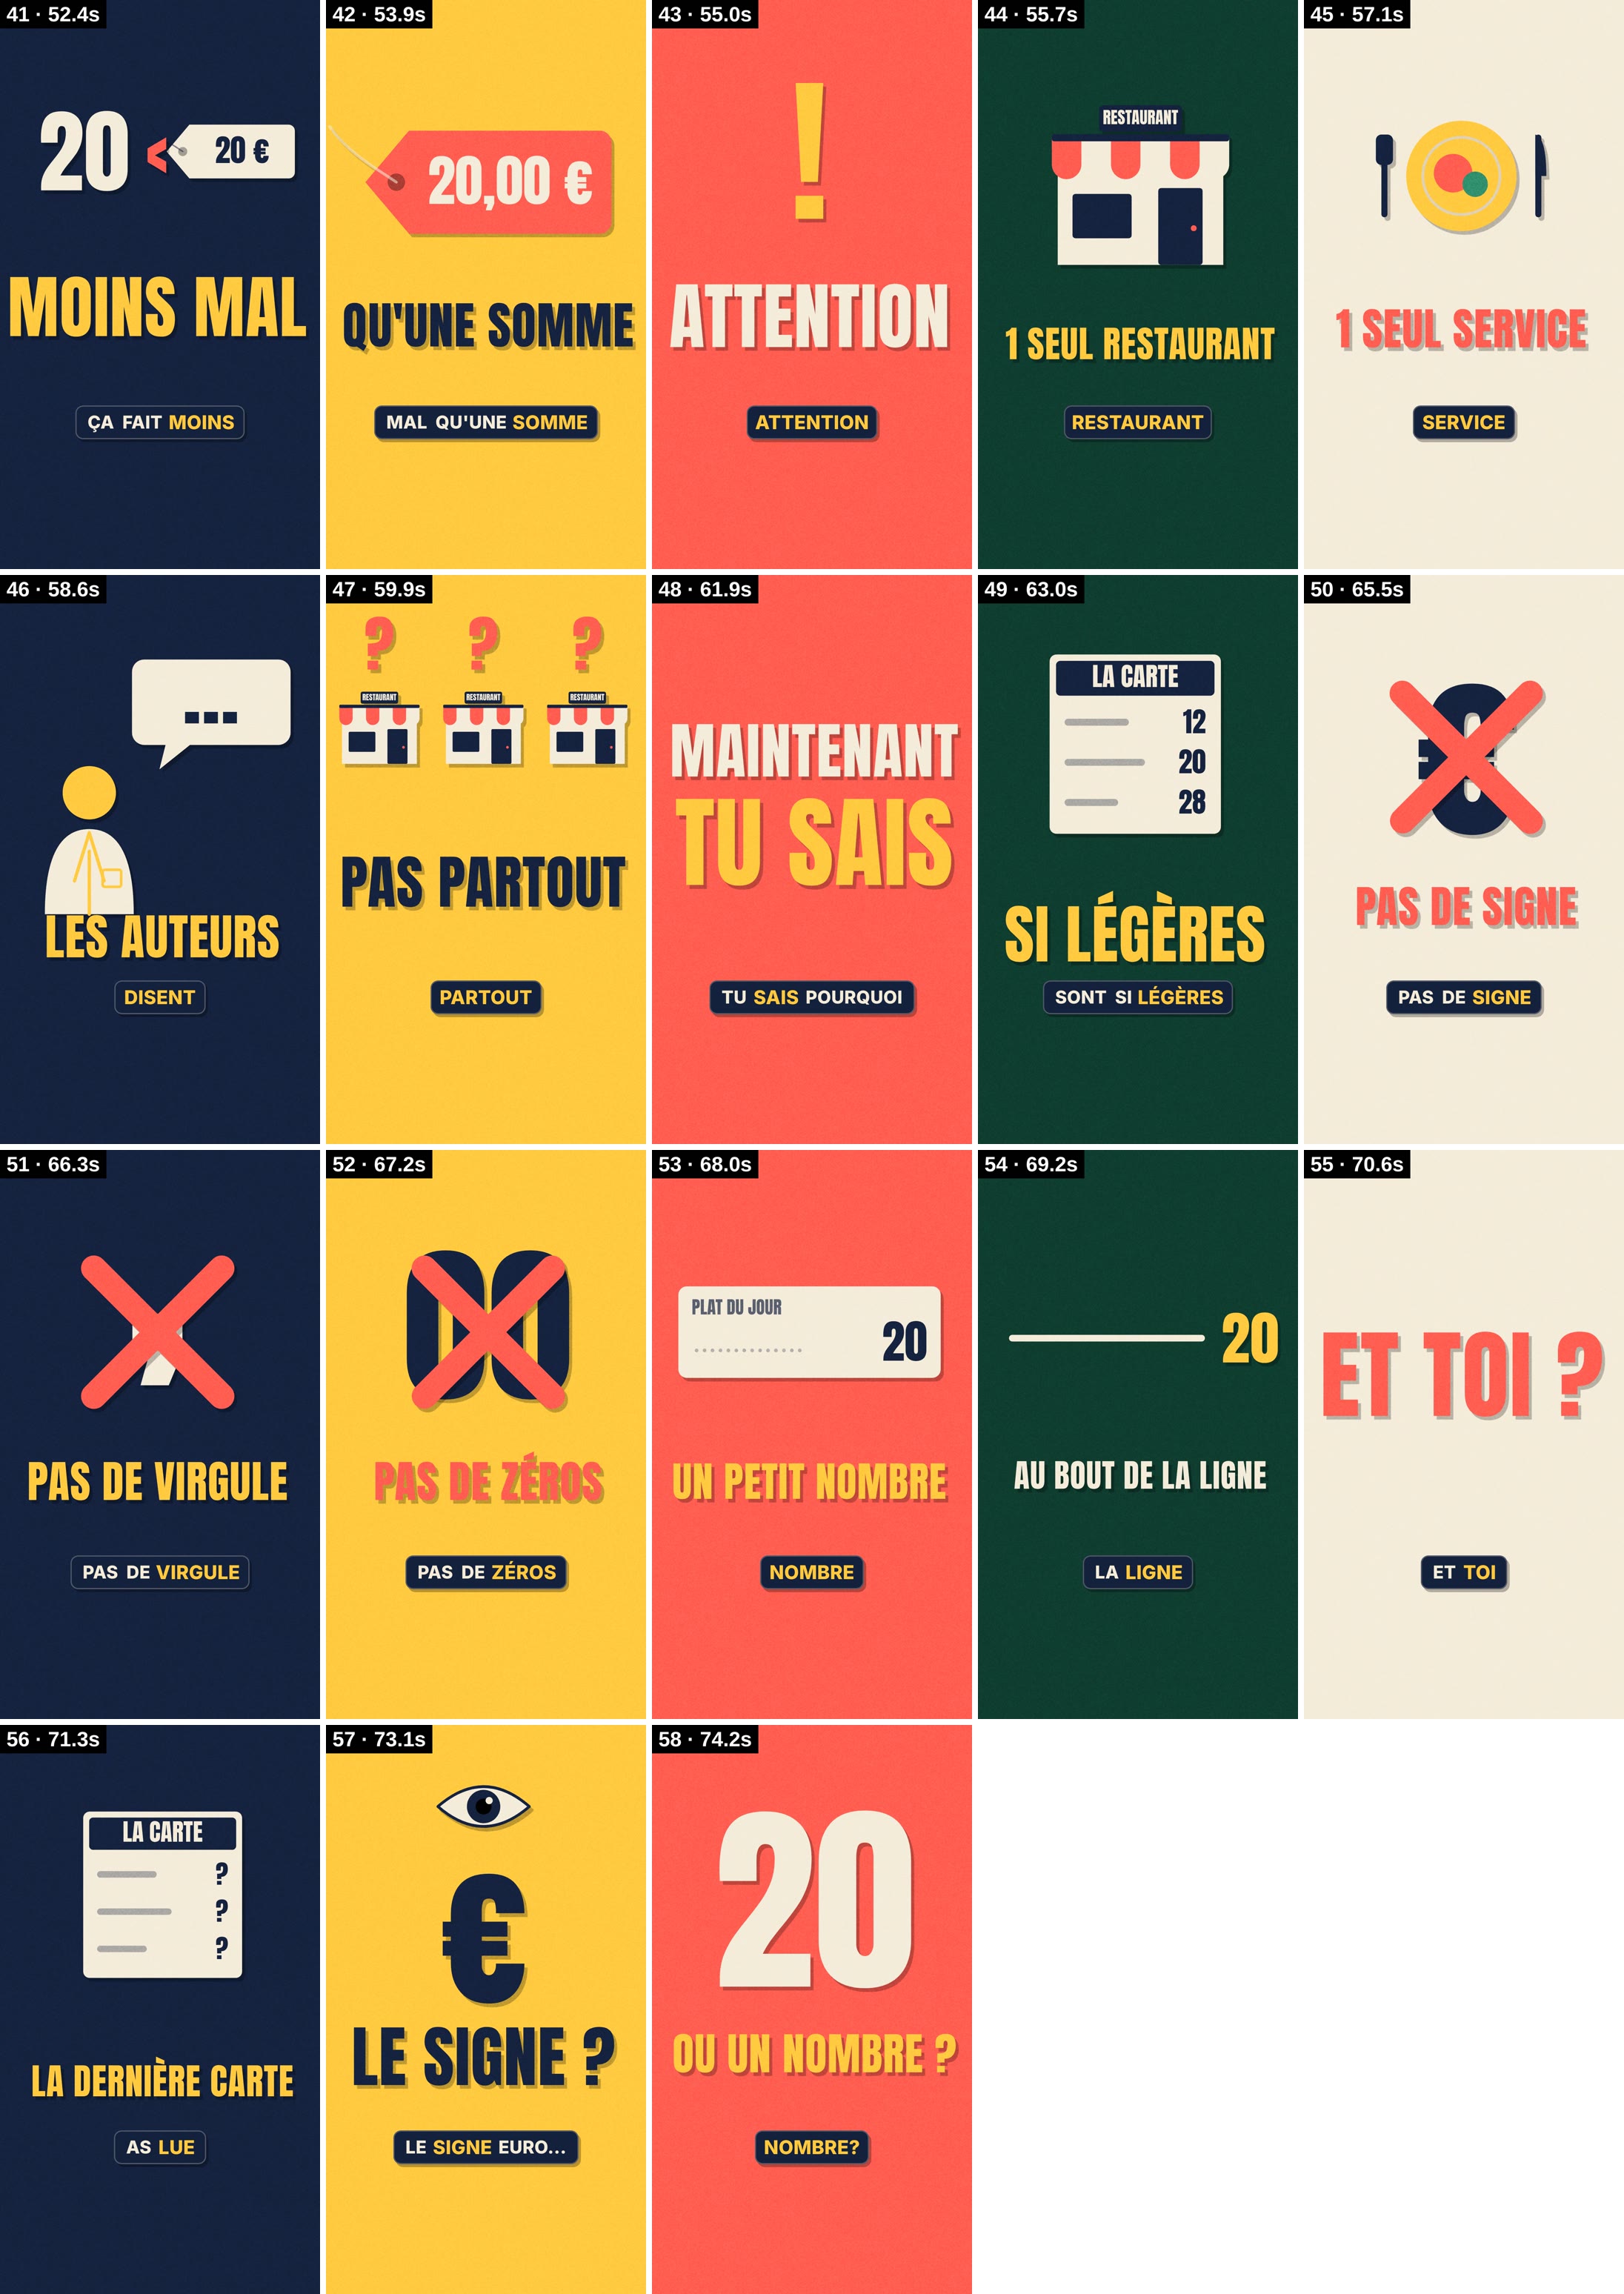 41 · 52.4s
20 < 20 €
MOINS MAL
ÇA FAIT MOINS
42 · 53.9s
20,00 €
QU'UNE SOMME
MAL QU'UNE SOMME
43 · 55.0s
!
ATTENTION
ATTENTION
44 · 55.7s
RESTAURANT
1 SEUL RESTAURANT
RESTAURANT
45 · 57.1s
1 SEUL SERVICE
SERVICE
46 · 58.6s
...
LES AUTEURS
DISENT
47 · 59.9s
? ? ?
RESTAURANT RESTAURANT RESTAURANT
PAS PARTOUT
PARTOUT
48 · 61.9s
MAINTENANT
TU SAIS
TU SAIS POURQUOI
49 · 63.0s
LA CARTE
12
20
28
SI LÉGÈRES
SONT SI LÉGÈRES
50 · 65.5s
€
PAS DE SIGNE
PAS DE SIGNE
51 · 66.3s
,
PAS DE VIRGULE
PAS DE VIRGULE
52 · 67.2s
00
PAS DE ZÉROS
PAS DE ZÉROS
53 · 68.0s
PLAT DU JOUR
.............. 20
UN PETIT NOMBRE
NOMBRE
54 · 69.2s
20
AU BOUT DE LA LIGNE
LA LIGNE
55 · 70.6s
ET TOI ?
ET TOI
56 · 71.3s
LA CARTE
?
?
?
LA DERNIÈRE CARTE
AS LUE
57 · 73.1s
€
LE SIGNE ?
LE SIGNE EURO...
58 · 74.2s
20
OU UN NOMBRE ?
NOMBRE?